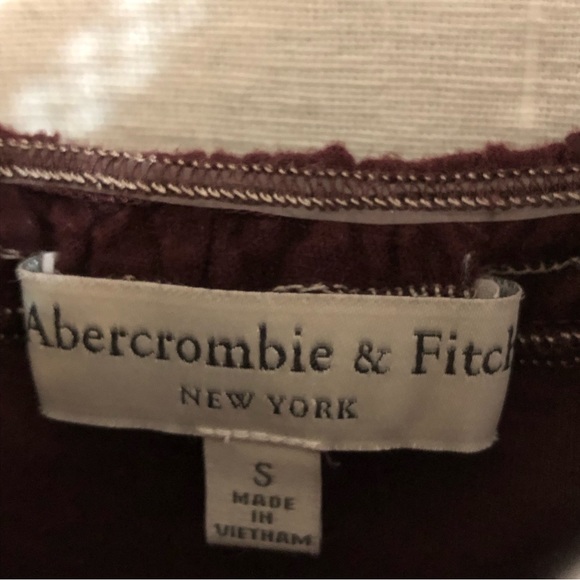 Abercrombie & Fitch
NEW YORK
S
MADE
IN
VIETNAM